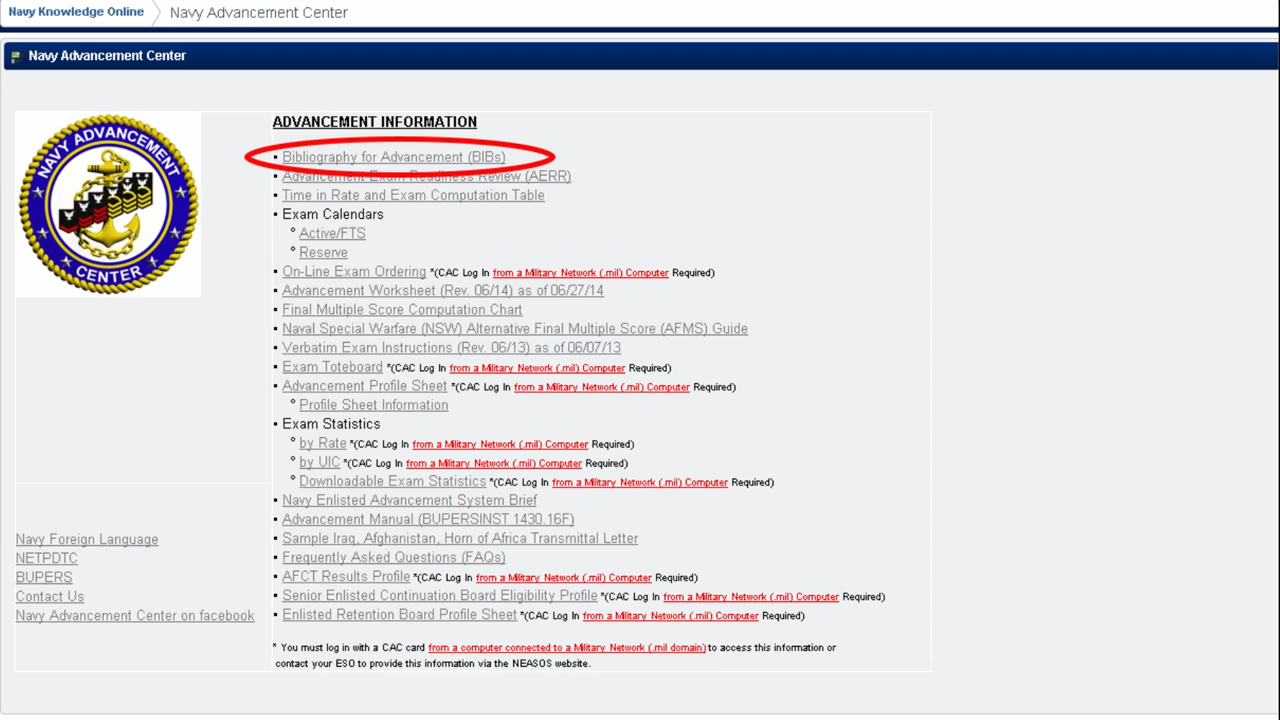 Navy Knowledge Online
Navy Advancement Center
Navy Advancement Center
NAVY ADVANCEMENT
CENTER
ADVANCEMENT INFORMATION
▪ Bibliography for Advancement (BIBs)
▪ Advancement Exam Readiness Review (AERR)
▪ Time in Rate and Exam Computation Table
▪ Exam Calendars
° Active/FTS
° Reserve
▪ On-Line Exam Ordering *(CAC Log In from a Military Network (.mil) Computer Required)
▪ Advancement Worksheet (Rev. 06/14) as of 06/27/14
▪ Final Multiple Score Computation Chart
▪ Naval Special Warfare (NSW) Alternative Final Multiple Score (AFMS) Guide
▪ Verbatim Exam Instructions (Rev. 06/13) as of 06/07/13
▪ Exam Toteboard *(CAC Log In from a Military Network (.mil) Computer Required)
▪ Advancement Profile Sheet *(CAC Log In from a Military Network (.mil) Computer Required)
° Profile Sheet Information
▪ Exam Statistics
° by Rate *(CAC Log In from a Military Network (.mil) Computer Required)
° by UIC *(CAC Log In from a Military Network (.mil) Computer Required)
° Downloadable Exam Statistics *(CAC Log In from a Military Network (.mil) Computer Required)
▪ Navy Enlisted Advancement System Brief
▪ Advancement Manual (BUPERSINST 1430.16F)
▪ Sample Iraq, Afghanistan, Horn of Africa Transmittal Letter
▪ Frequently Asked Questions (FAQs)
▪ AFCT Results Profile *(CAC Log In from a Military Network (.mil) Computer Required)
▪ Senior Enlisted Continuation Board Eligibility Profile *(CAC Log In from a Military Network (.mil) Computer Required)
▪ Enlisted Retention Board Profile Sheet *(CAC Log In from a Military Network (.mil) Computer Required)
* You must log in with a CAC card from a computer connected to a Military Network (.mil domain) to access this information or
contact your ESO to provide this information via the NEASOS website.
Navy Foreign Language
NETPDTC
BUPERS
Contact Us
Navy Advancement Center on facebook